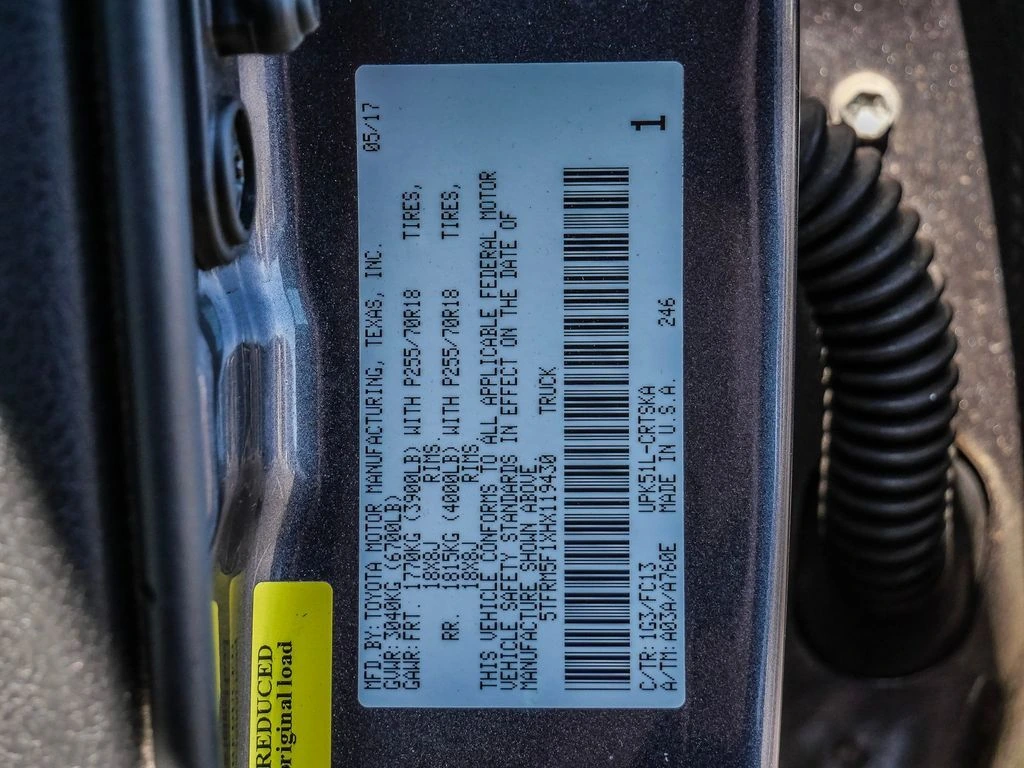 MFD BY:TOYOTA MOTOR MANUFACTURING, TEXAS, INC. 05/17
GVWR:3040KG (6700LB)
GAWR:FRT. 1770KG (3900LB) WITH P255/70R18 TIRES,
18X8J RIMS
RR. 1815KG (4000LB) WITH P255/70R18 TIRES,
18X8J RIMS
THIS VEHICLE CONFORMS TO ALL APPLICABLE FEDERAL MOTOR
VEHICLE SAFETY STANDARDS IN EFFECT ON THE DATE OF
MANUFACTURE SHOWN ABOVE
5TFRM5F1XHX119430 TRUCK
1
C/TR:1G3/FC13 UPK51L-CRTSKA 246
A/TM:A83A/A760E MADE IN U.S.A.
REDUCED
original load